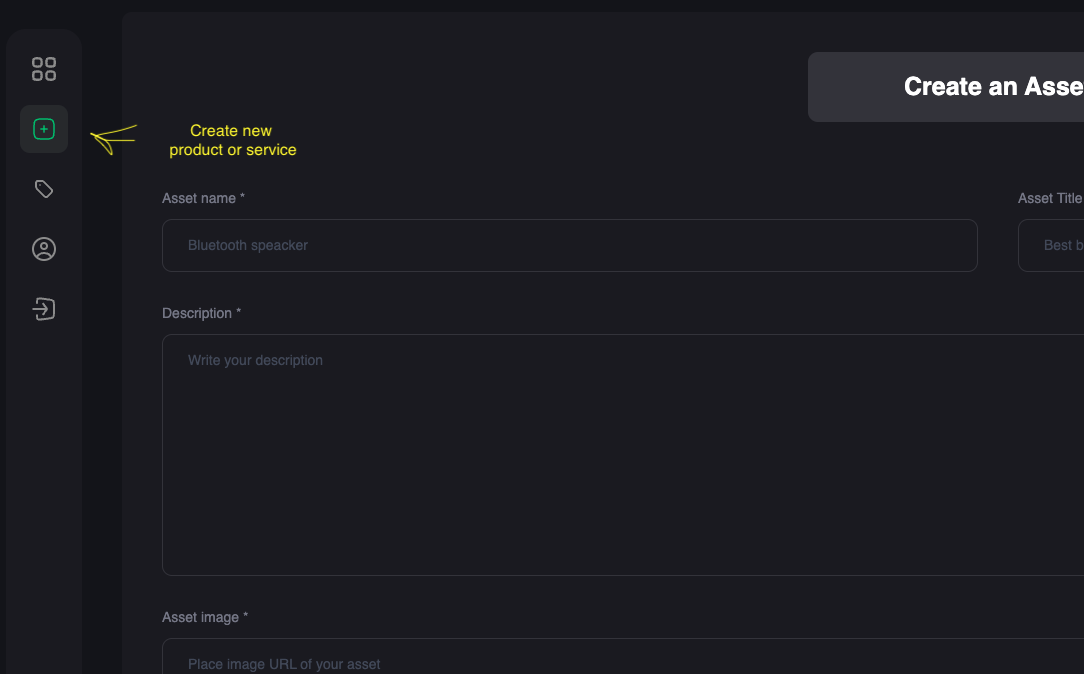 Create an Asse
Create new
product or service
Asset name *
Asset Title
Bluetooth speacker
Best b
Description *
Write your description
Asset image *
Place image URL of your asset